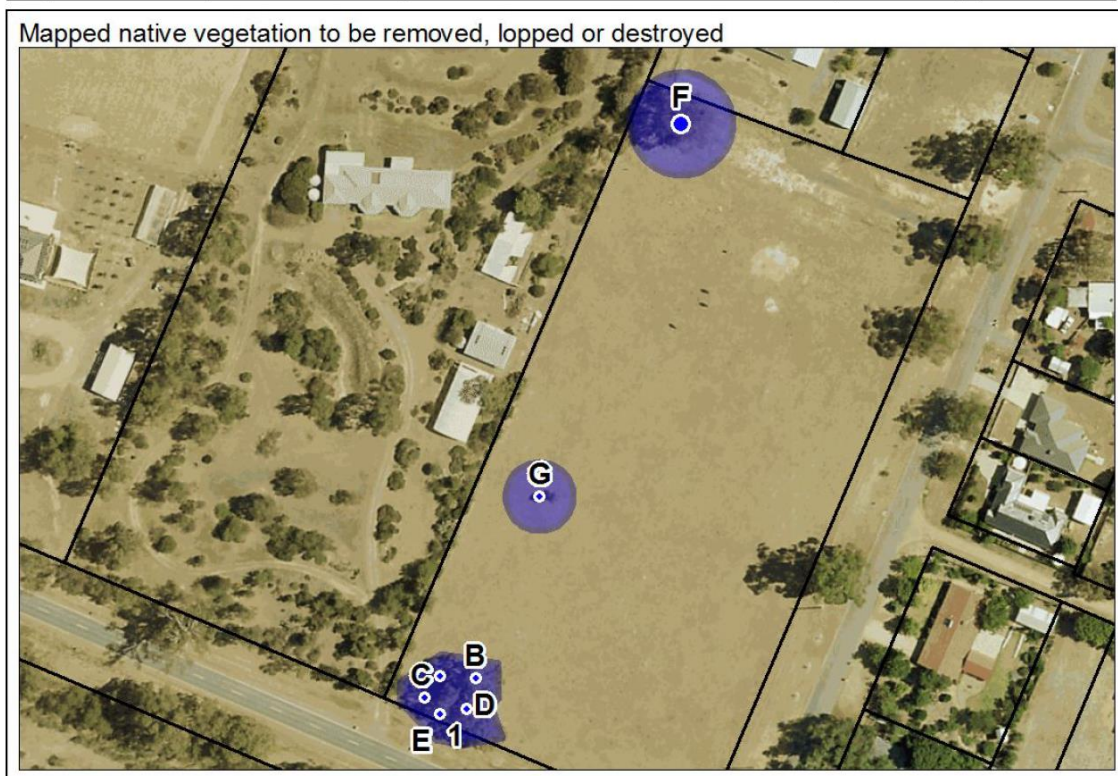 Mapped native vegetation to be removed, lopped or destroyed
F
G
C B
D
E 1